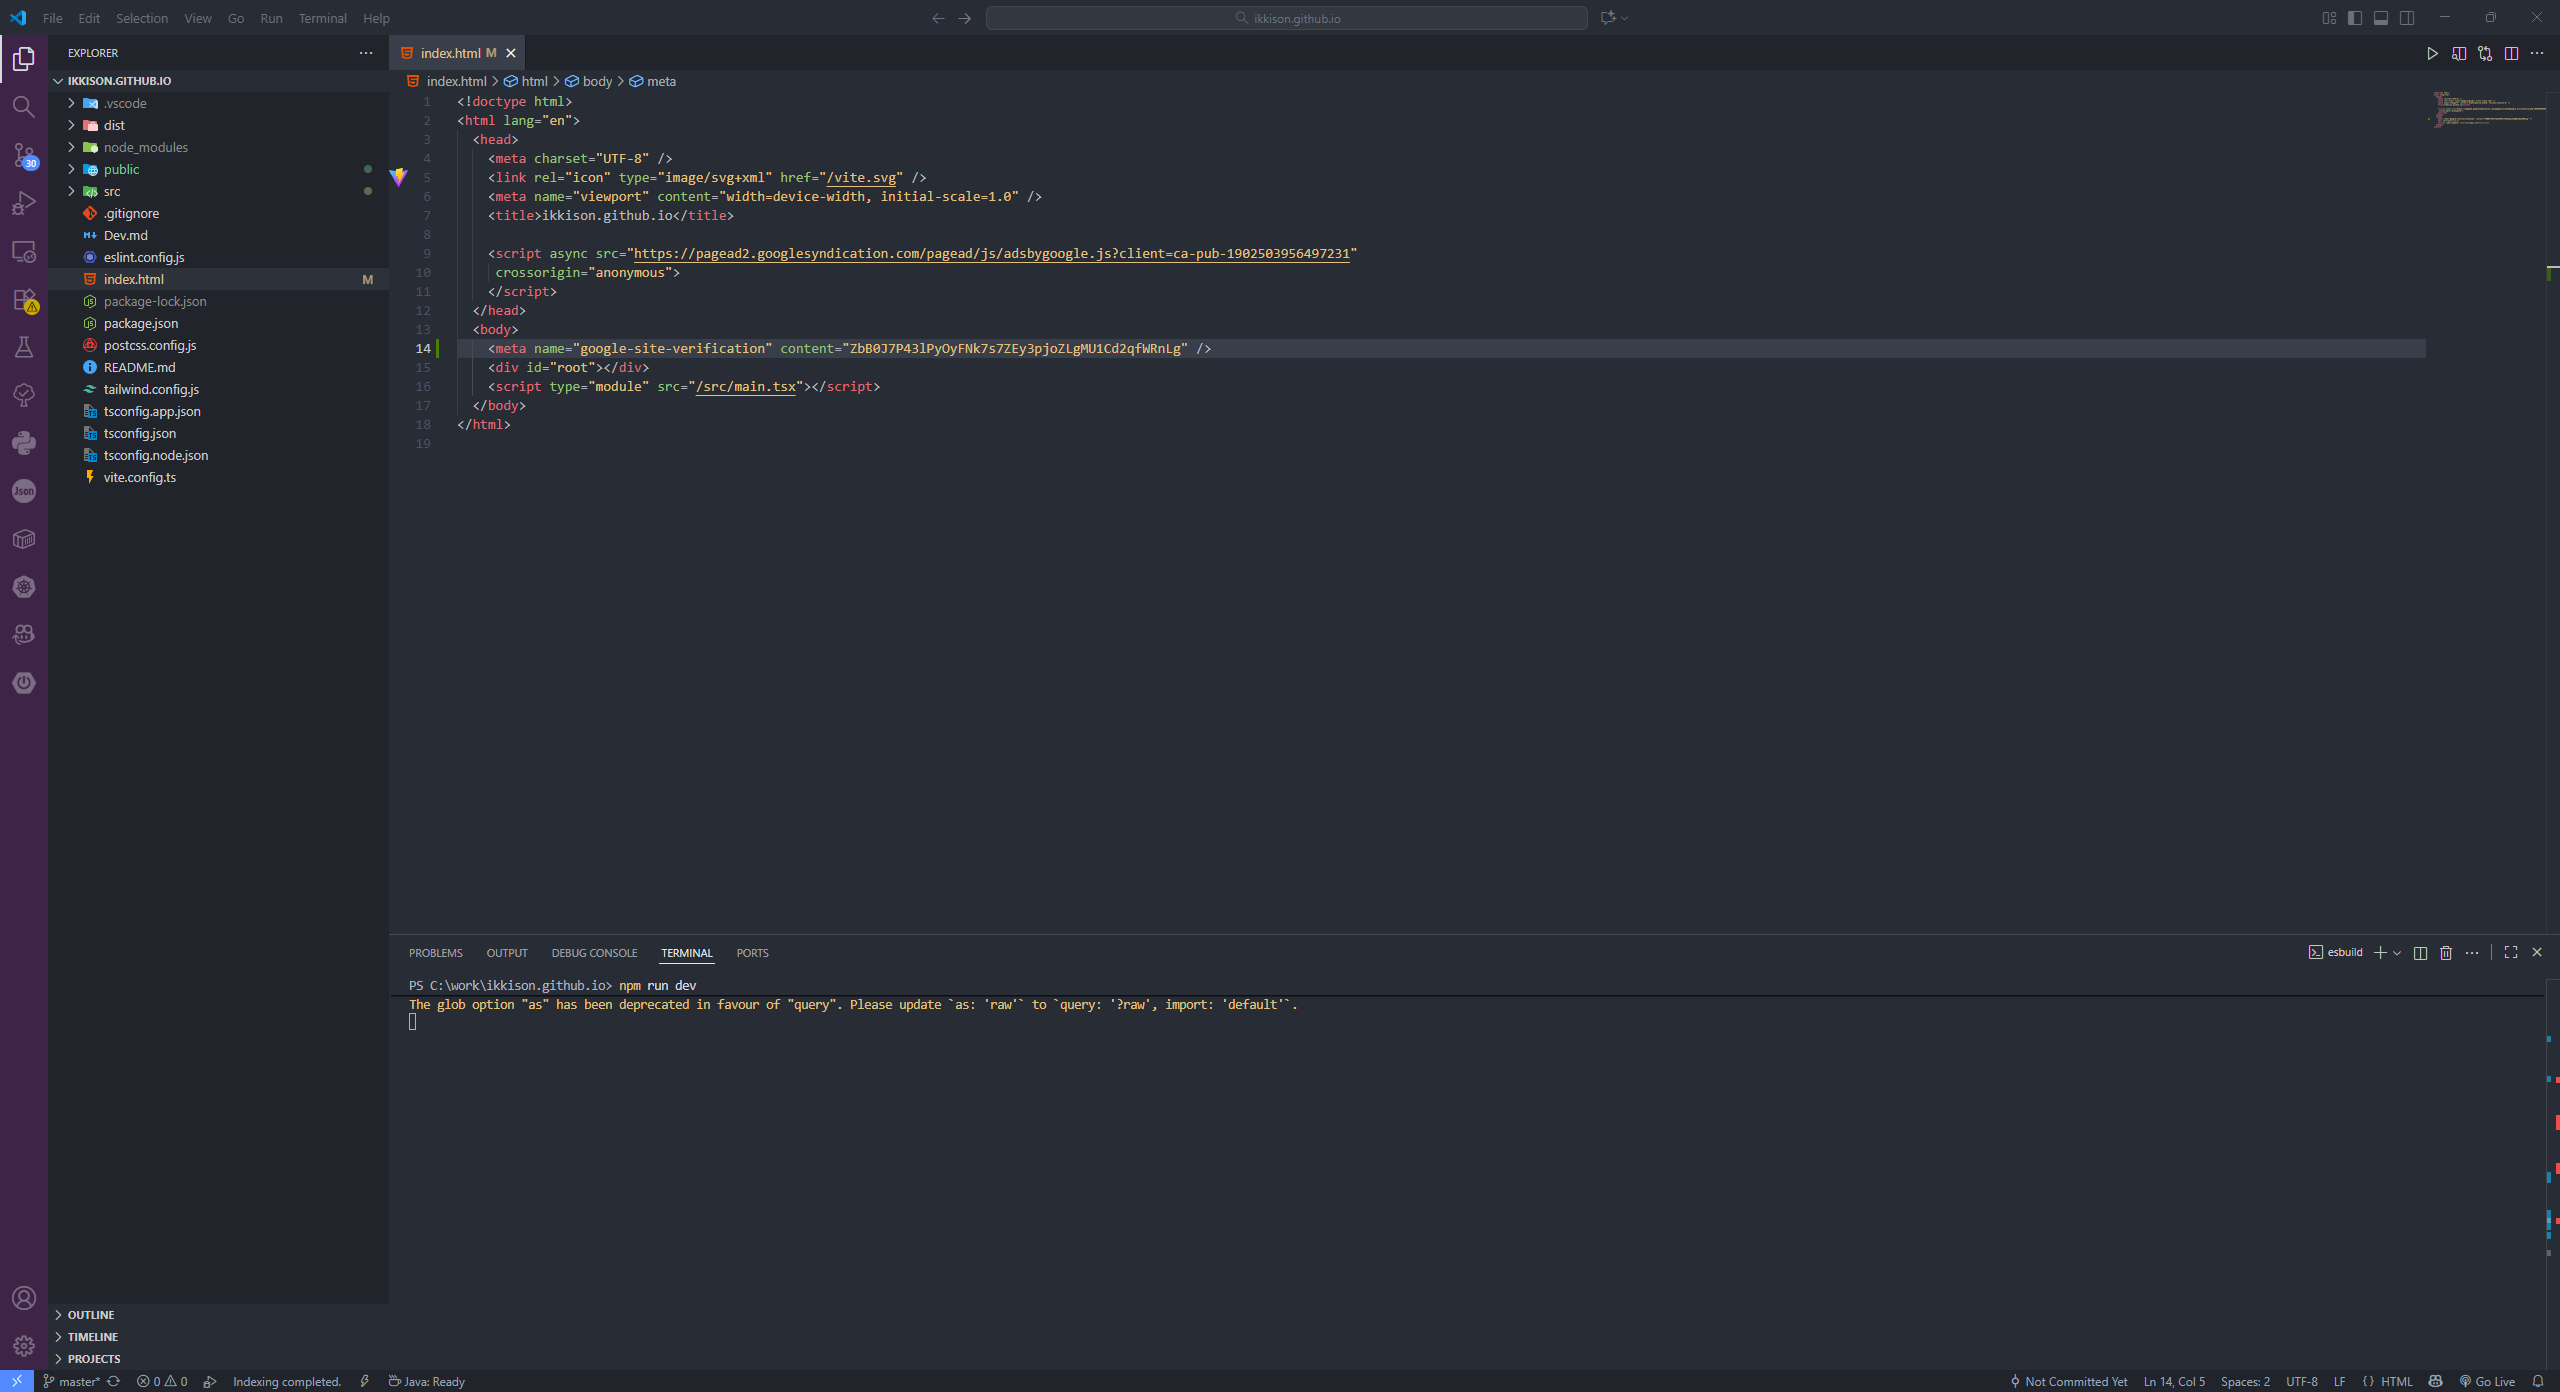 File Edit Selection View Go Run Terminal Help
ikkison.github.io
EXPLORER
IKKISON.GITHUB.IO
.vscode
dist
node_modules
public
src
.gitignore
Dev.md
eslint.config.js
index.html M
package-lock.json
package.json
postcss.config.js
README.md
tailwind.config.js
tsconfig.app.json
tsconfig.json
tsconfig.node.json
vite.config.ts
OUTLINE
TIMELINE
PROJECTS
30
Json
index.html M
index.html > html > body > meta
1 <!doctype html>
2 <html lang="en">
3 <head>
4 <meta charset="UTF-8" />
5 <link rel="icon" type="image/svg+xml" href="/vite.svg" />
6 <meta name="viewport" content="width=device-width, initial-scale=1.0" />
7 <title>ikkison.github.io</title>
8
9 <script async src="https://pagead2.googlesyndication.com/pagead/js/adsbygoogle.js?client=ca-pub-1902503956497231"
10 crossorigin="anonymous">
11 </script>
12 </head>
13 <body>
14 <meta name="google-site-verification" content="ZbB0J7P43lPyOyFNk7s7ZEy3pjoZLgMU1Cd2qfWRnLg" />
15 <div id="root"></div>
16 <script type="module" src="/src/main.tsx"></script>
17 </body>
18 </html>
19
PROBLEMS OUTPUT DEBUG CONSOLE TERMINAL PORTS
esbuild
PS C:\work\ikkison.github.io> npm run dev
The glob option "as" has been deprecated in favour of "query". Please update `as: 'raw'` to `query: '?raw', import: 'default'`.
master* 0 0 Indexing completed. Java: Ready
Not Committed Yet Ln 14, Col 5 Spaces: 2 UTF-8 LF {} HTML Go Live